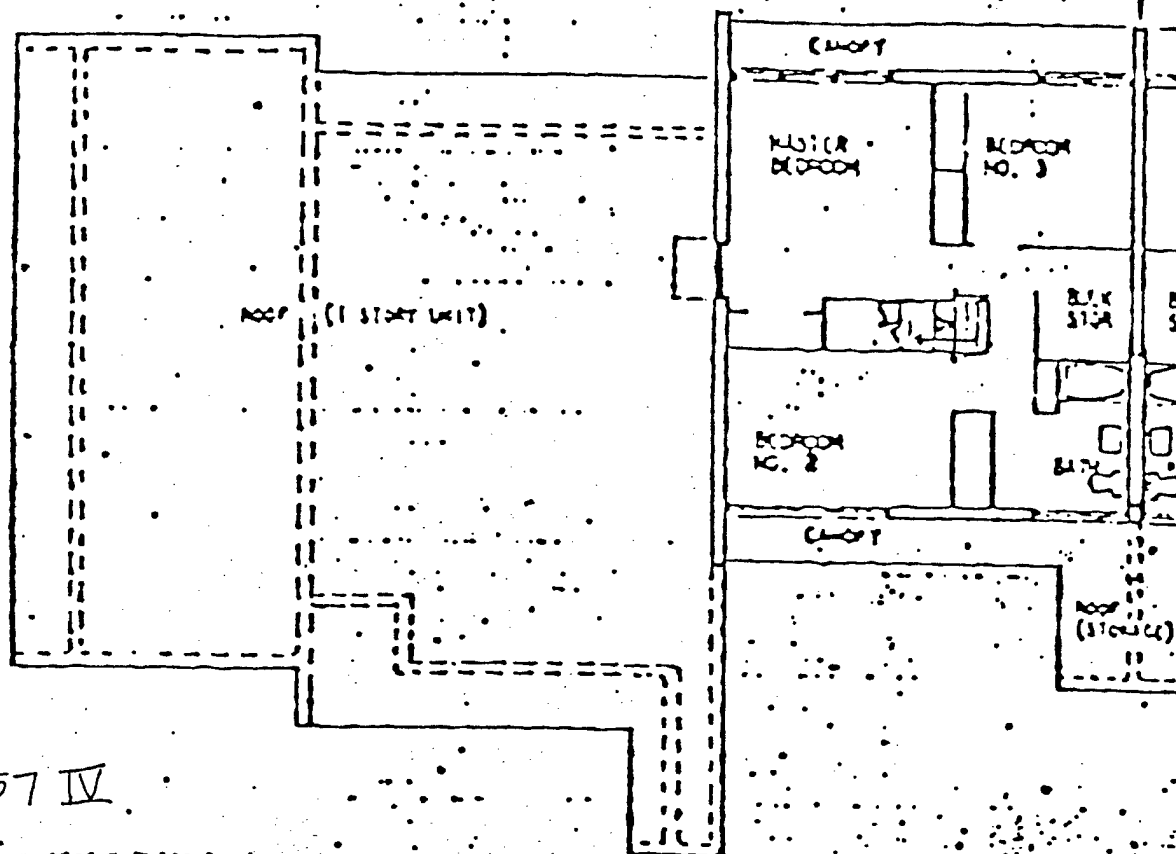 CANOPY
MASTER
BEDROOM
BEDROOM
NO. 3
ROOF (1 STORY UNIT)
BULK
STOR
B
S
BEDROOM
NO. 2
BATH
CANOPY
ROOF
(STORAGE)
57 IV